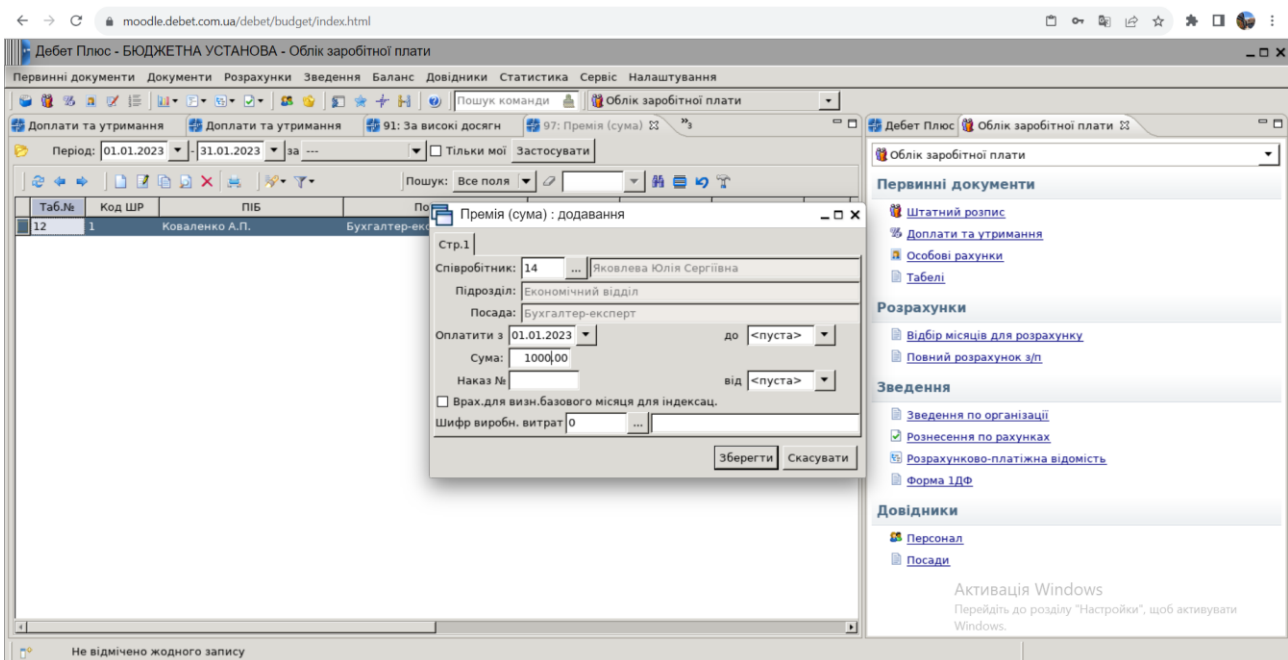 moodle.debet.com.ua/debet/budget/index.html
Дебет Плюс - БЮДЖЕТНА УСТАНОВА - Облік заробітної плати
Первинні документи Документи Розрахунки Зведення Баланс Довідники Статистика Сервіс Налаштування
Пошук команди Облік заробітної плати
Доплати та утримання Доплати та утримання 91: За високі досягн 97: Премія (сума) »3
Період: 01.01.2023 - 31.01.2023 за --- Тільки мої Застосувати
Пошук: Все поля
Таб.№ Код ШР ПІБ По
12 1 Коваленко А.П. Бухгалтер-екс
Премія (сума) : додавання
Стр.1
Співробітник: 14 ... Яковлева Юлія Сергіївна
Підрозділ: Економічний відділ
Посада: Бухгалтер-експерт
Оплатити з 01.01.2023 до <пуста>
Сума: 1000.00
Наказ № від <пуста>
Врах.для визн.базового місяця для індексац.
Шифр виробн. витрат 0 ...
Зберегти Скасувати
Дебет Плюс Облік заробітної плати
Облік заробітної плати
Первинні документи
Штатний розпис
Доплати та утримання
Особові рахунки
Табелі
Розрахунки
Відбір місяців для розрахунку
Повний розрахунок з/п
Зведення
Зведення по організації
Рознесення по рахунках
Розрахунково-платіжна відомість
Форма 1ДФ
Довідники
Персонал
Посади
Активація Windows
Перейдіть до розділу "Настройки", щоб активувати
Windows.
Не відмічено жодного запису